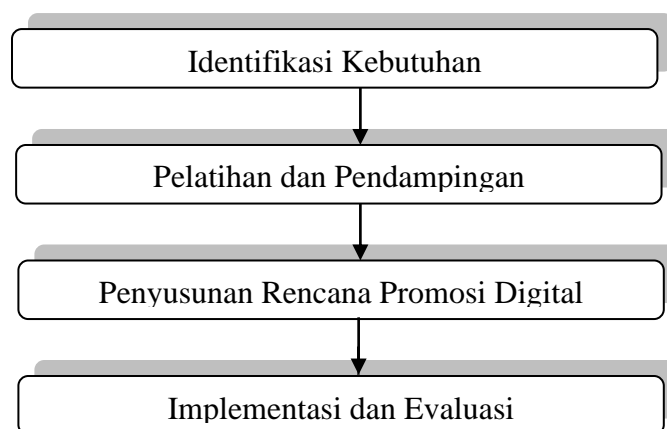 Identifikasi Kebutuhan
Pelatihan dan Pendampingan
Penyusunan Rencana Promosi Digital
Implementasi dan Evaluasi